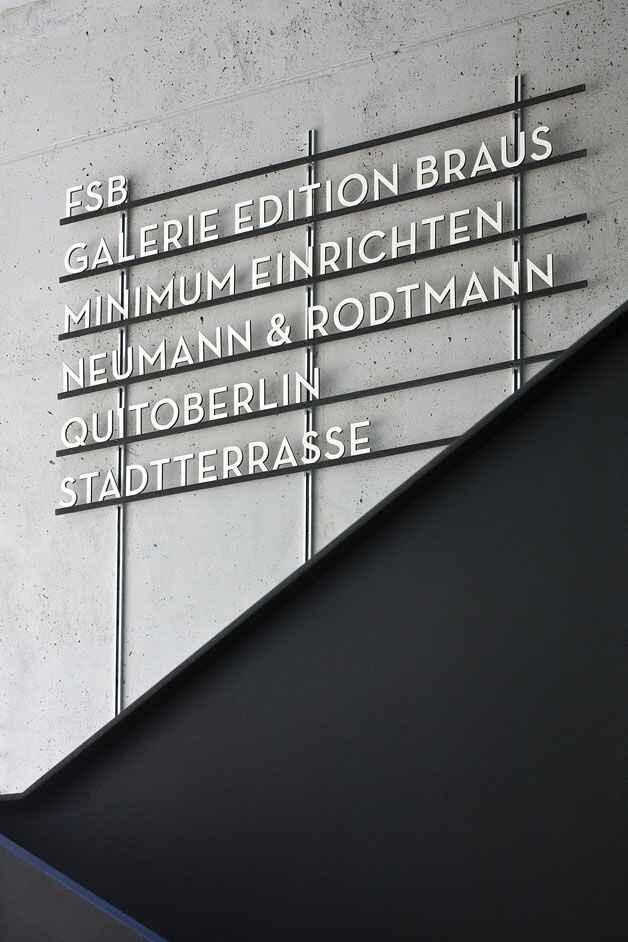 FSB
GALERIE EDITION BRAUS
MINIMUM EINRICHTEN
NEUMANN & RODTMANN
QUITOBERLIN
STADTTERRASSE